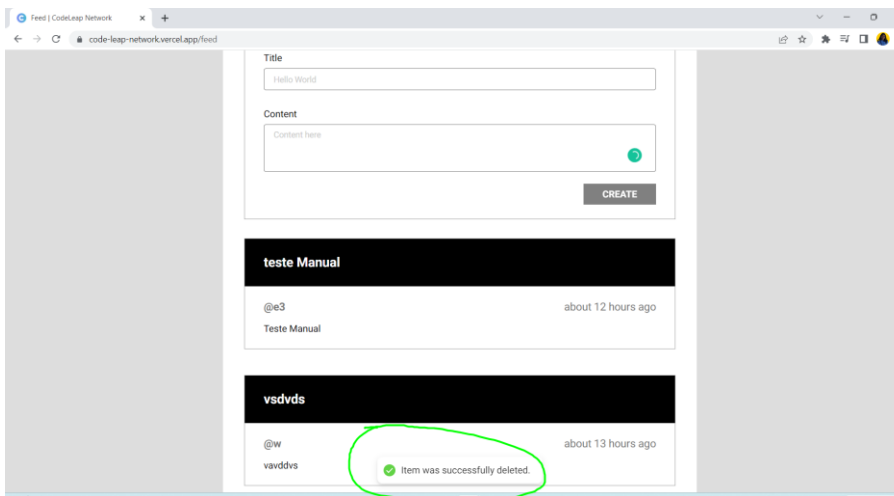 Feed | CodeLeap Network
code-leap-network.vercel.app/feed
Title
Hello World
Content
Content here
CREATE
teste Manual
@e3 about 12 hours ago
Teste Manual
vsdvds
@w about 13 hours ago
vavddvs
Item was successfully deleted.